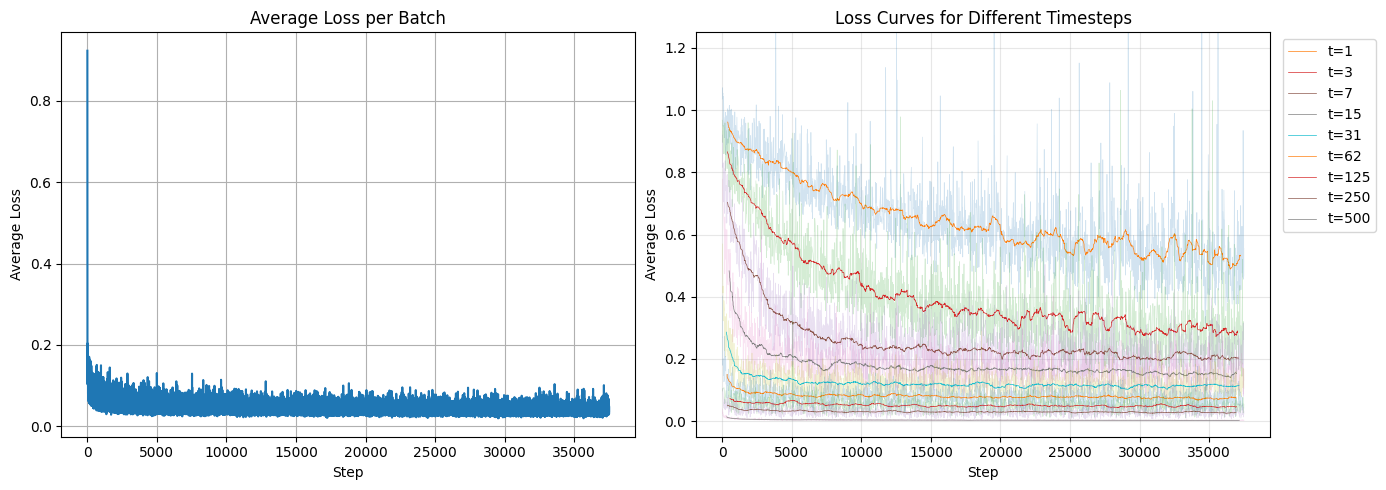 Average Loss per Batch
Average Loss
0.8
0.6
0.4
0.2
0.0
0 5000 10000 15000 20000 25000 30000 35000
Step
Loss Curves for Different Timesteps
Average Loss
1.2
1.0
0.8
0.6
0.4
0.2
0.0
0 5000 10000 15000 20000 25000 30000 35000
Step
t=1
t=3
t=7
t=15
t=31
t=62
t=125
t=250
t=500